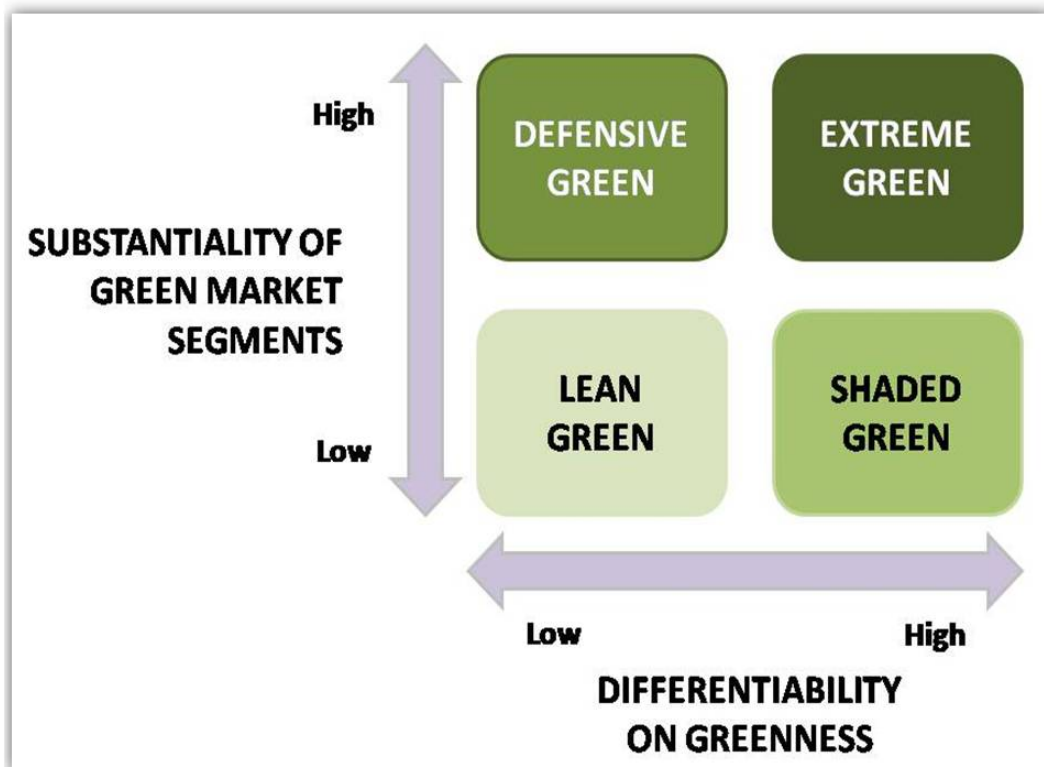 High
DEFENSIVE
GREEN
EXTREME
GREEN
SUBSTANTIALITY OF
GREEN MARKET
SEGMENTS
LEAN
GREEN
SHADED
GREEN
Low
Low
High
DIFFERENTIABILITY
ON GREENNESS